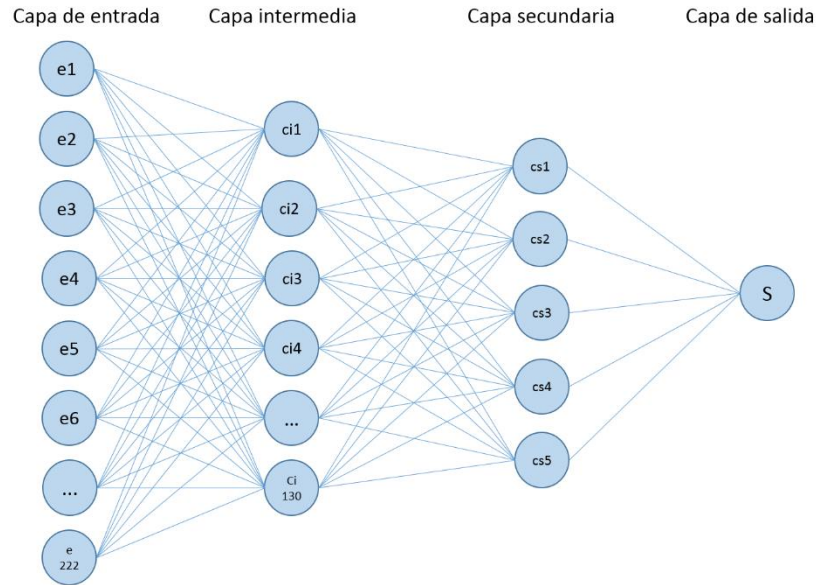 Capa de entrada
Capa intermedia
Capa secundaria
Capa de salida
e1
e2
e3
e4
e5
e6
...
e
222
ci1
ci2
ci3
ci4
...
Ci
130
cs1
cs2
cs3
cs4
cs5
S